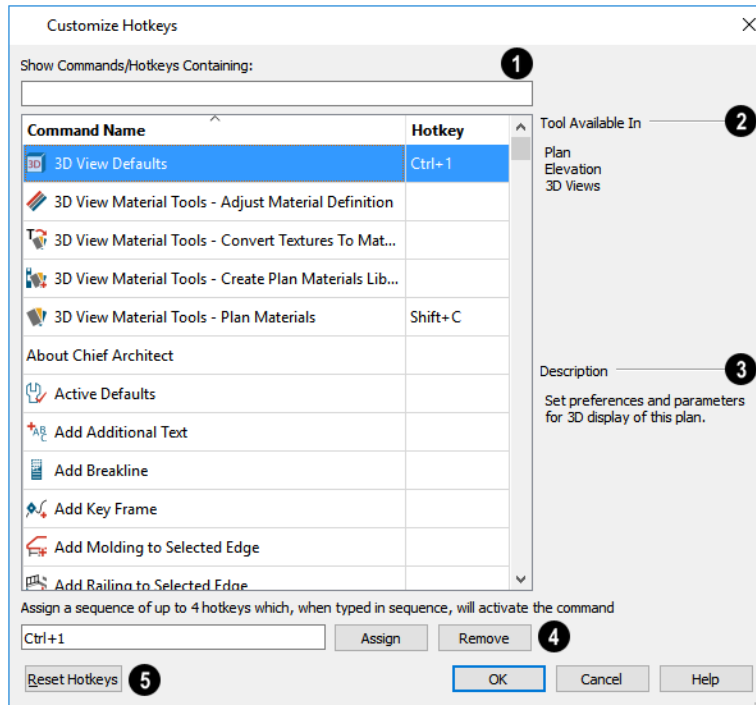 Customize Hotkeys
Show Commands/Hotkeys Containing:
1
Command Name Hotkey
Tool Available In
2
3D View Defaults Ctrl+1
Plan
Elevation
3D Views
3D View Material Tools - Adjust Material Definition
3D View Material Tools - Convert Textures To Mat...
3D View Material Tools - Create Plan Materials Lib...
3D View Material Tools - Plan Materials Shift+C
About Chief Architect
Active Defaults
Add Additional Text
Add Breakline
Add Key Frame
Add Molding to Selected Edge
Add Railing to Selected Edge
Description
3
Set preferences and parameters
for 3D display of this plan.
Assign a sequence of up to 4 hotkeys which, when typed in sequence, will activate the command
Ctrl+1 Assign Remove
4
Reset Hotkeys
5
OK Cancel Help